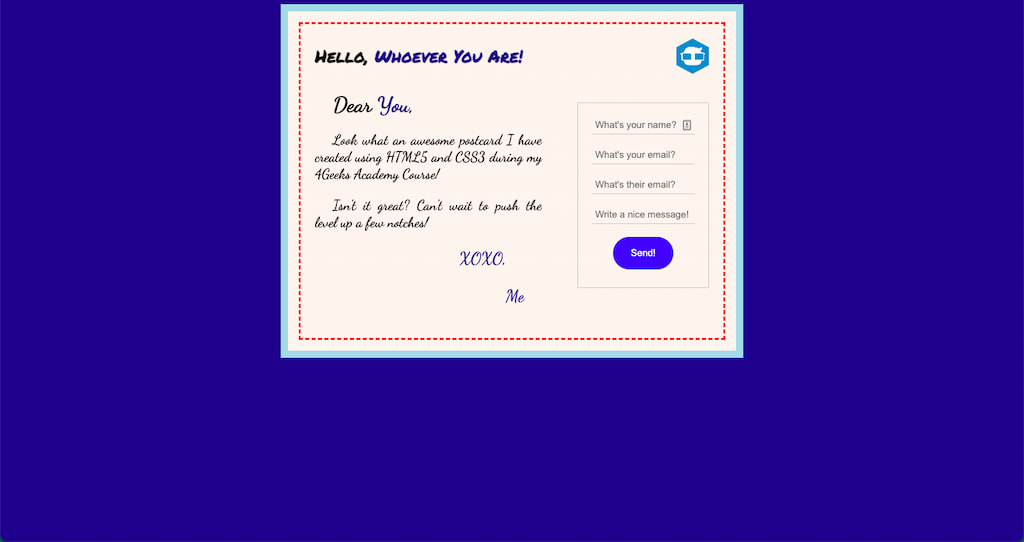 Hello, Whoever You Are!
Dear You,
Look what an awesome postcard I have
created using HTML5 and CSS3 during my
4Geeks Academy Course!
Isn't it great? Can't wait to push the
level up a few notches!
XOXO,
Me
What's your name?
What's your email?
What's their email?
Write a nice message!
Send!